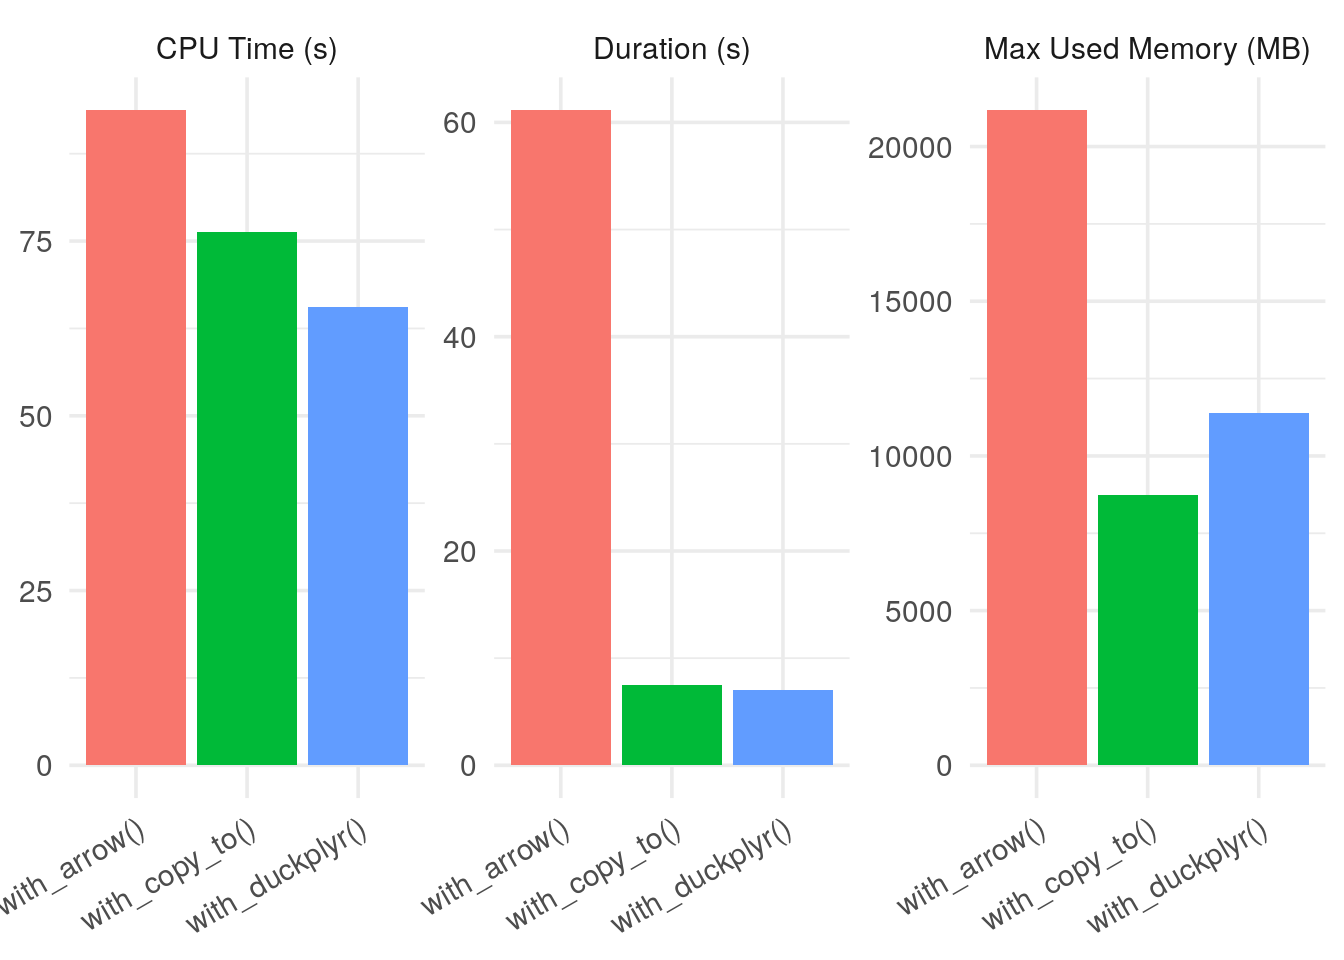 CPU Time (s)
75
50
25
0
with_arrow()
with_copy_to()
with_duckplyr()
Duration (s)
60
40
20
0
with_arrow()
with_copy_to()
with_duckplyr()
Max Used Memory (MB)
20000
15000
10000
5000
0
with_arrow()
with_copy_to()
with_duckplyr()